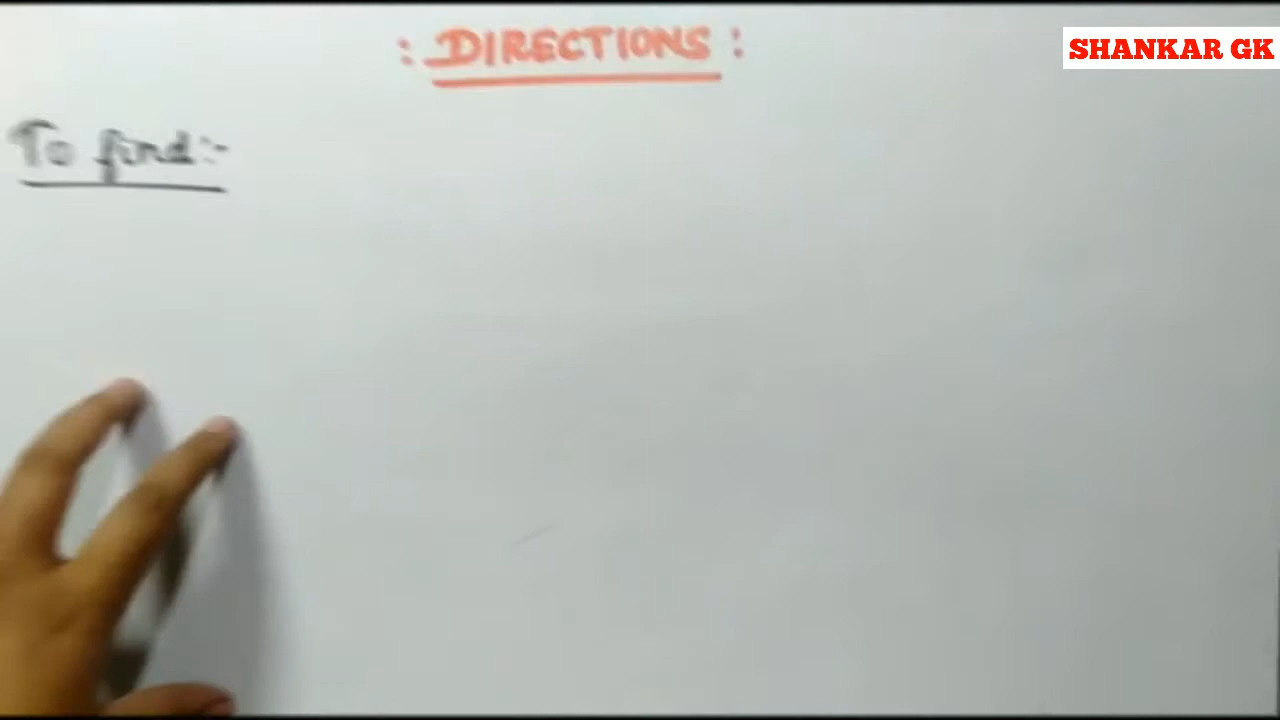 : DIRECTIONS :
SHANKAR GK
To find:-